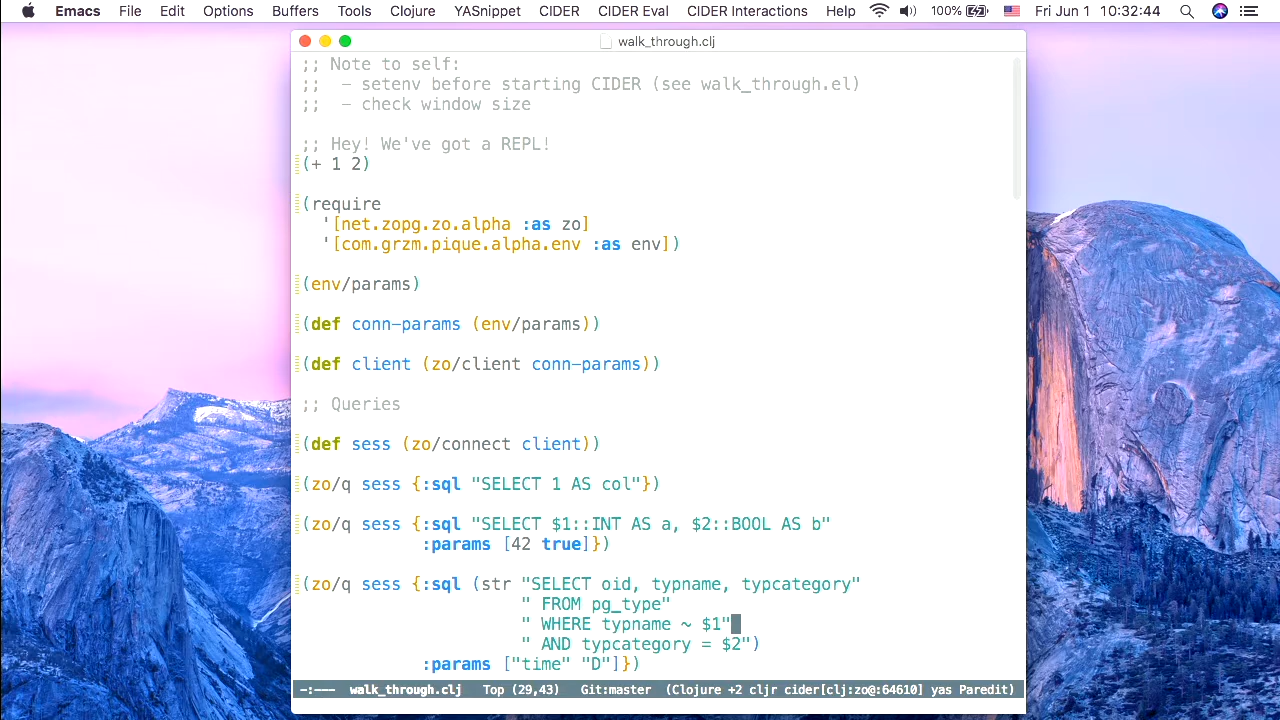 Emacs File Edit Options Buffers Tools Clojure YASnippet CIDER CIDER Eval CIDER Interactions Help 100% Fri Jun 1 10:32:44
walk_through.clj
;; Note to self:
;;  – setenv before starting CIDER (see walk_through.el)
;;  – check window size
;; Hey! We've got a REPL!
(+ 1 2)
(require
  '[net.zopg.zo.alpha :as zo]
  '[com.grzm.pique.alpha.env :as env])
(env/params)
(def conn-params (env/params))
(def client (zo/client conn-params))
;; Queries
(def sess (zo/connect client))
(zo/q sess {:sql "SELECT 1 AS col"})
(zo/q sess {:sql "SELECT $1::INT AS a, $2::BOOL AS b"
            :params [42 true]})
(zo/q sess {:sql (str "SELECT oid, typname, typcategory"
                      " FROM pg_type"
                      " WHERE typname ~ $1"
                      " AND typcategory = $2")
            :params ["time" "D"]})
-:--- walk_through.clj Top (29,43) Git:master (Clojure +2 cljr cider[clj:zo@:64610] yas Paredit)